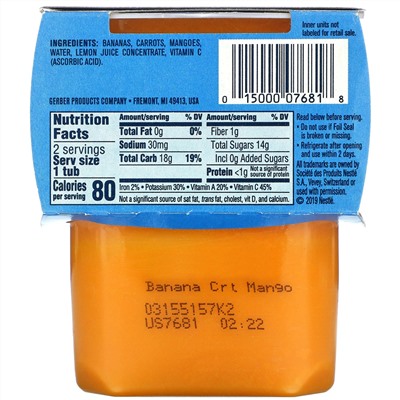 Inner units not
labeled for retail sale.
INGREDIENTS: BANANAS, CARROTS, MANGOES,
WATER, LEMON JUICE CONCENTRATE, VITAMIN C
(ASCORBIC ACID).
GERBER PRODUCTS COMPANY • FREMONT, MI 49413, USA
0 15000 07681 8
Nutrition
Facts
2 servings
Serv size
1 tub
Calories 80
per serving
Amount/serving % DV
Total Fat 0g 0%
Sodium 30mg
Total Carb 18g 19%
Amount/serving % DV
Fiber 1g
Total Sugars 14g
Incl 0g Added Sugars
Protein <1g Not a significant
source of protein
Iron 2% • Potassium 30% • Vitamin A 20% • Vitamin C 45%
Not a significant source of sat fat, trans fat, cholest, vit D, and calcium.
Read below before serving.
• Do not use if Foil Seal
is broken or missing.
• Refrigerate after opening
and use within 2 days.
All trademarks are owned by
Société des Produits Nestlé
S.A., Vevey, Switzerland or
used with permission.
© 2019 Nestlé.
Banana Crt Mango
03155157K2
US7681 02:22